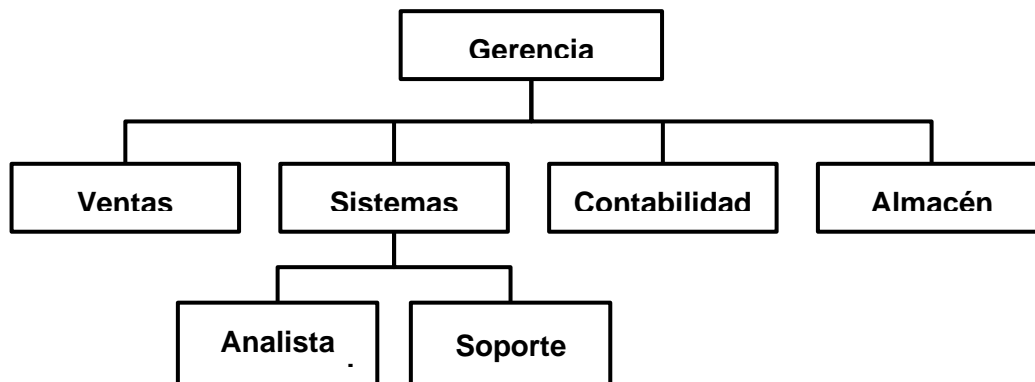 Gerencia
Ventas
Sistemas
Contabilidad
Almacén
Analista
Soporte